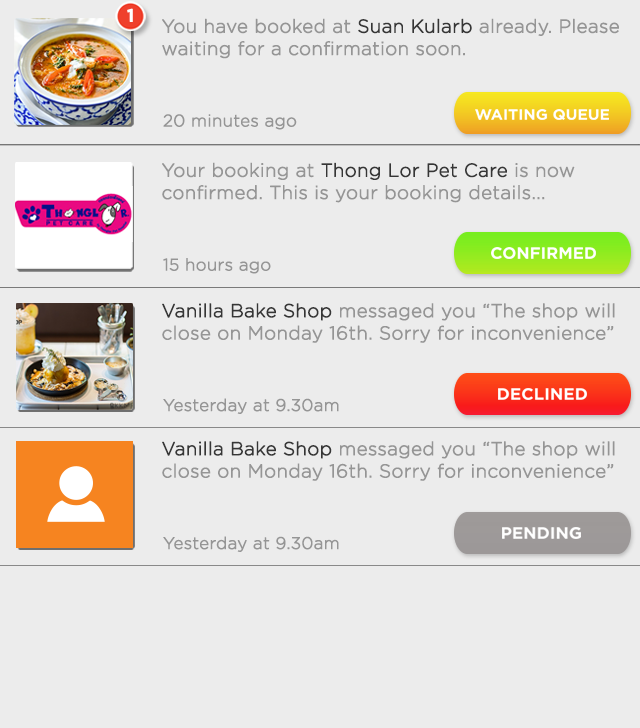 1
You have booked at Suan Kularb already. Please
waiting for a confirmation soon.
20 minutes ago
WAITING QUEUE
Your booking at Thong Lor Pet Care is now
confirmed. This is your booking details...
THONGLOR
PET CARE
15 hours ago
CONFIRMED
Vanilla Bake Shop messaged you “The shop will
close on Monday 16th. Sorry for inconvenience”
Yesterday at 9.30am
DECLINED
Vanilla Bake Shop messaged you “The shop will
close on Monday 16th. Sorry for inconvenience”
Yesterday at 9.30am
PENDING